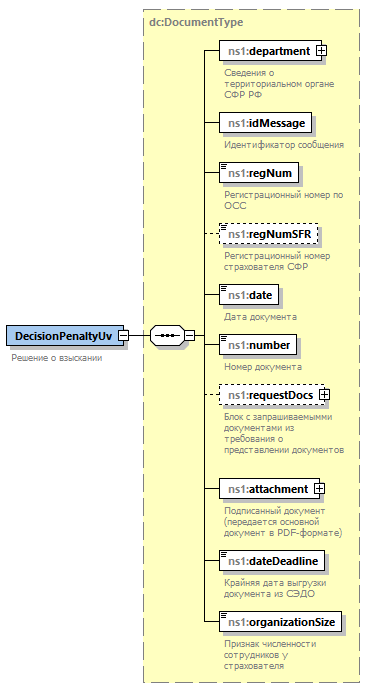 dc:DocumentType
ns1:department
Сведения о
территориальном органе
СФР РФ
ns1:idMessage
Идентификатор сообщения
ns1:regNum
Регистрационный номер по
ОСС
ns1:regNumSFR
Регистрационный номер
страхователя СФР
ns1:date
Дата документа
DecisionPenaltyUv
Решение о взыскании
ns1:number
Номер документа
ns1:requestDocs
Блок с запрашиваемымми
документами из
требования о
представлении документов
ns1:attachment
Подписанный документ
(передается основной
документ в PDF-формате)
ns1:dateDeadline
Крайняя дата выгрузки
документа из СЭДО
ns1:organizationSize
Признак численности
сотрудников у
страхователя